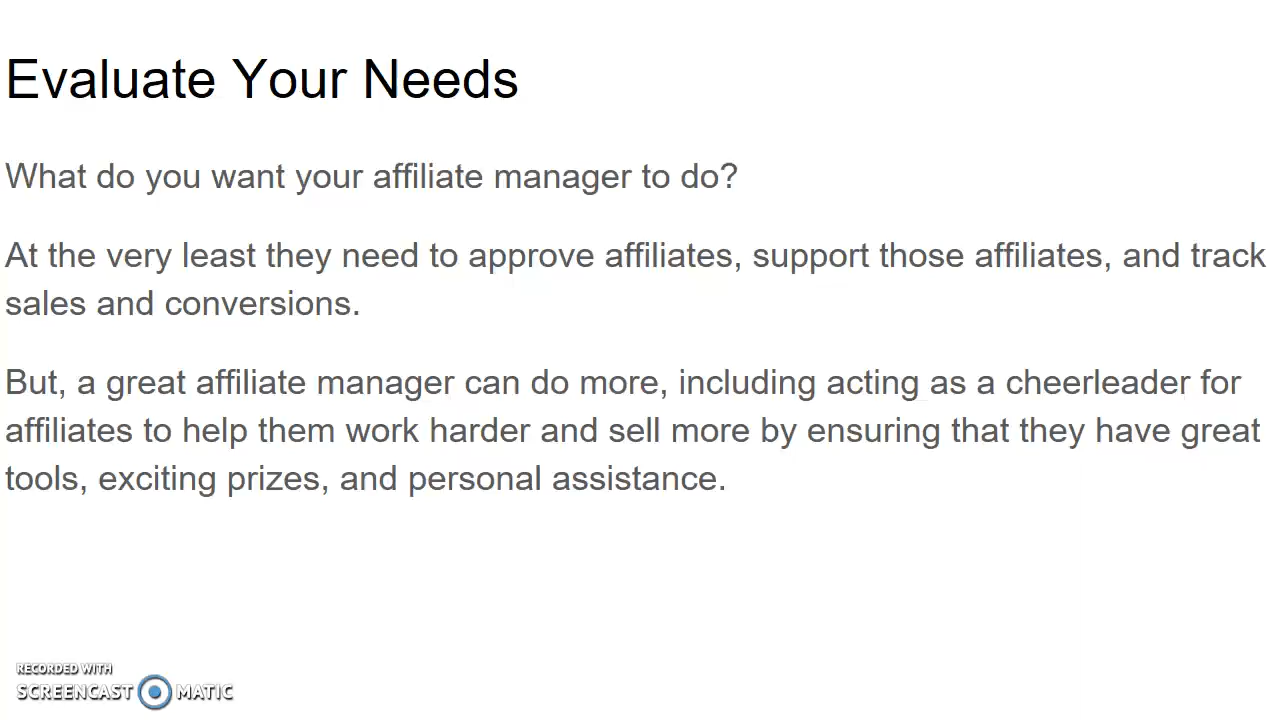 Evaluate Your Needs
What do you want your affiliate manager to do?
At the very least they need to approve affiliates, support those affiliates, and track
sales and conversions.
But, a great affiliate manager can do more, including acting as a cheerleader for
affiliates to help them work harder and sell more by ensuring that they have great
tools, exciting prizes, and personal assistance.
RECORDED WITH
SCREENCAST MATIC